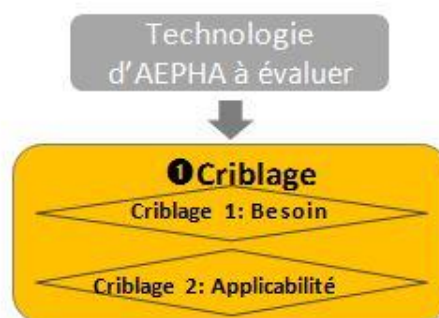 Technologie
d'AEPHA à évaluer
❶Criblage
Criblage 1: Besoin
Criblage 2: Applicabilité